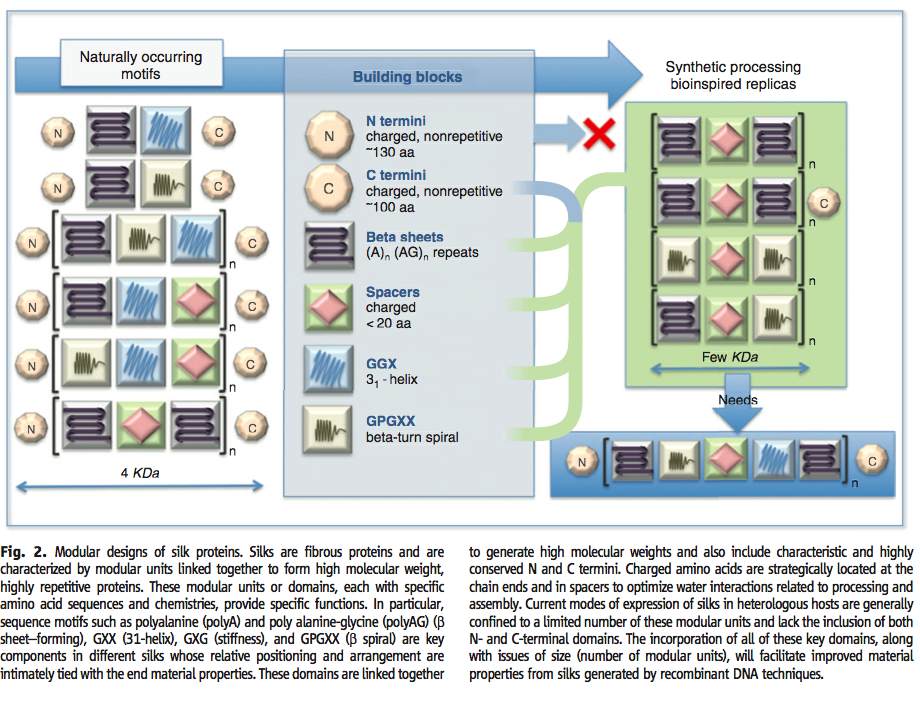 Naturally occurring
motifs
N
C
N
C
N
C
n
N
C
n
N
C
n
N
C
n
4 KDa
Building blocks
N
N termini
charged, nonrepetitive
~130 aa
C
C termini
charged, nonrepetitive
~100 aa
Beta sheets
(A)n (AG)n repeats
Spacers
charged
< 20 aa
GGX
31 - helix
GPGXX
beta-turn spiral
Synthetic processing
bioinspired replicas
n
C
n
n
n
Few KDa
Needs
N
C
n
Fig. 2. Modular designs of silk proteins. Silks are fibrous proteins and are
characterized by modular units linked together to form high molecular weight,
highly repetitive proteins. These modular units or domains, each with specific
amino acid sequences and chemistries, provide specific functions. In particular,
sequence motifs such as polyalanine (polyA) and poly alanine-glycine (polyAG) (β
sheet—forming), GXX (31-helix), GXG (stiffness), and GPGXX (β spiral) are key
components in different silks whose relative positioning and arrangement are
intimately tied with the end material properties. These domains are linked together
to generate high molecular weights and also include characteristic and highly
conserved N and C termini. Charged amino acids are strategically located at the
chain ends and in spacers to optimize water interactions related to processing and
assembly. Current modes of expression of silks in heterologous hosts are generally
confined to a limited number of these modular units and lack the inclusion of both
N- and C-terminal domains. The incorporation of all of these key domains, along
with issues of size (number of modular units), will facilitate improved material
properties from silks generated by recombinant DNA techniques.